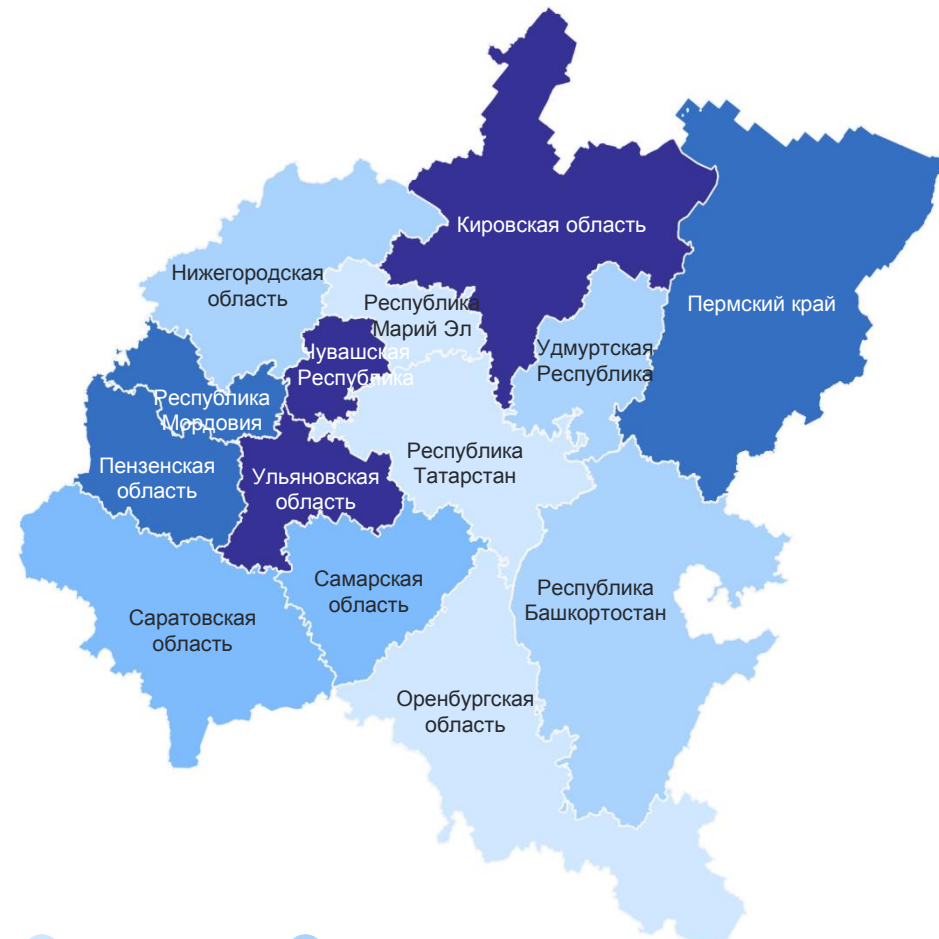 Кировская область
Нижегородская
область
Республика
Марий Эл
Пермский край
Чувашская
Республика
Удмуртская
Республика
Республика
Мордовия
Республика
Татарстан
Пензенская
область
Ульяновская
область
Самарская
область
Республика
Башкортостан
Саратовская
область
Оренбургская
область